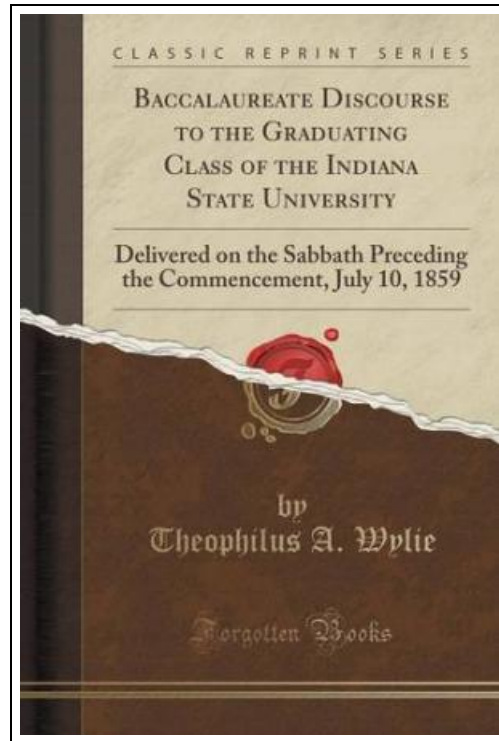 CLASSIC REPRINT SERIES
BACCALAUREATE DISCOURSE
TO THE GRADUATING
CLASS OF THE INDIANA
STATE UNIVERSITY
Delivered on the Sabbath Preceding
the Commencement, July 10, 1859
F
by
Theophilus A. Wylie
Forgotten Books